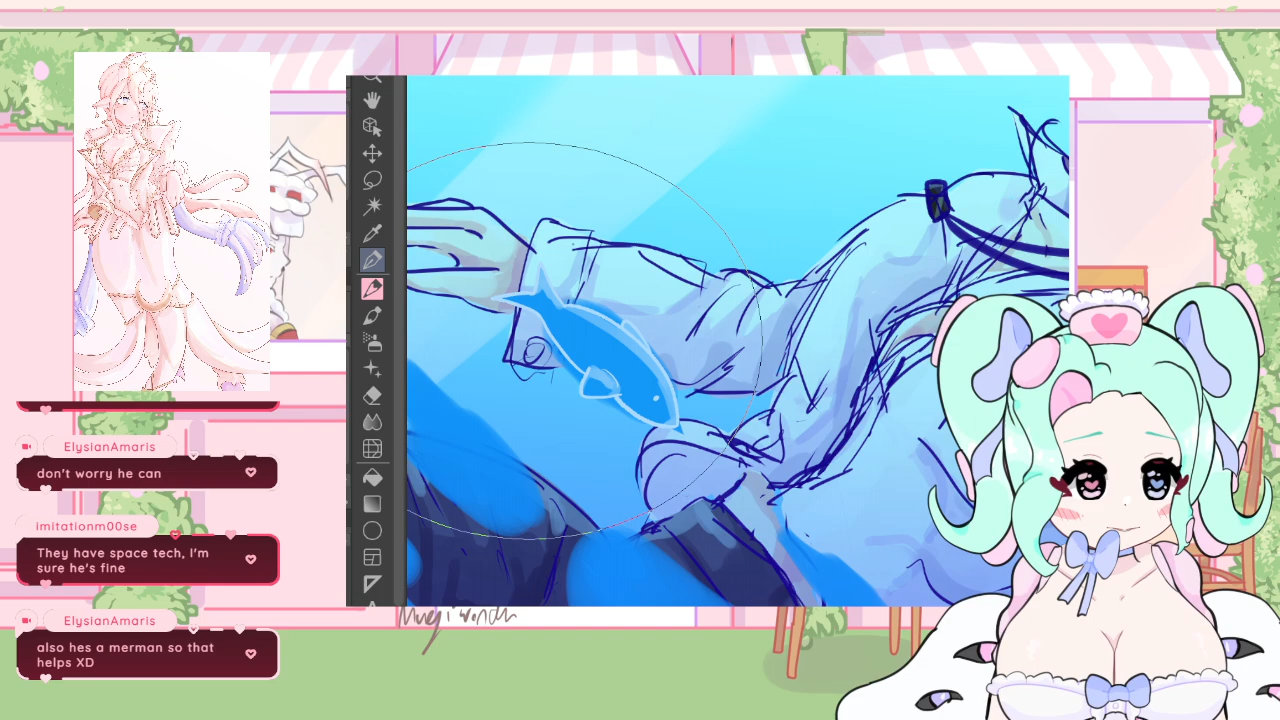 ElysianAmaris
don't worry he can
imitationm00se
They have space tech, I'm
sure he's fine
ElysianAmaris
also hes a merman so that
helps XD